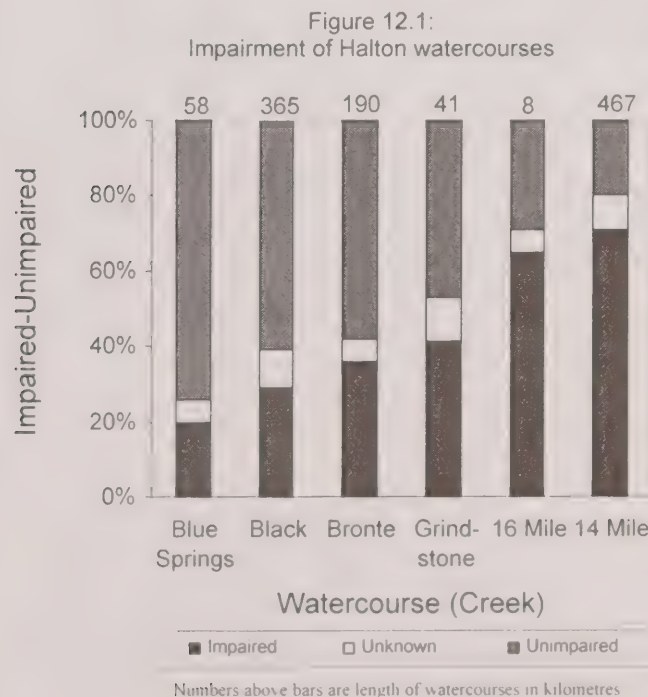 Figure 12.1:
Impairment of Halton watercourses
58 365 190 41 8 467
Impaired-Unimpaired
100%
80%
60%
40%
20%
0%
Blue Springs Black Bronte Grind-stone 16 Mile 14 Mile
Watercourse (Creek)
Impaired Unknown Unimpaired
Numbers above bars are length of watercourses in kilometres